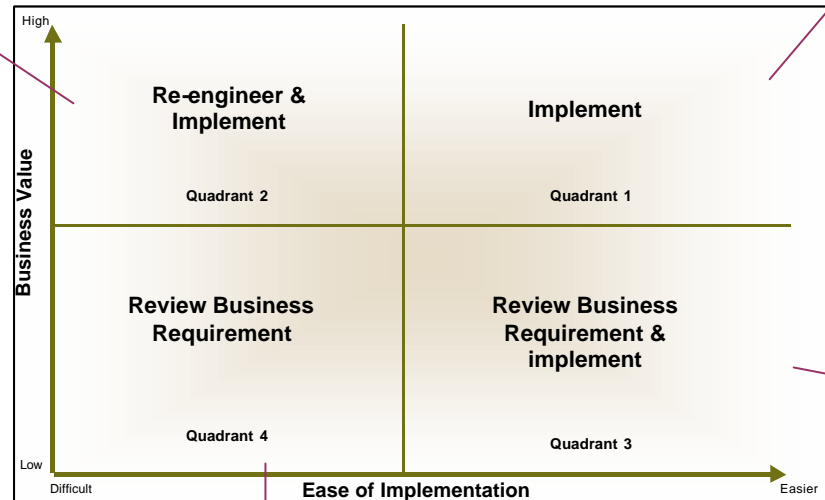 High
Re-engineer &
Implement
Implement
Quadrant 2
Quadrant 1
Business Value
Review Business
Requirement
Review Business
Requirement &
implement
Quadrant 4
Quadrant 3
Low
Difficult
Ease of Implementation
Easier